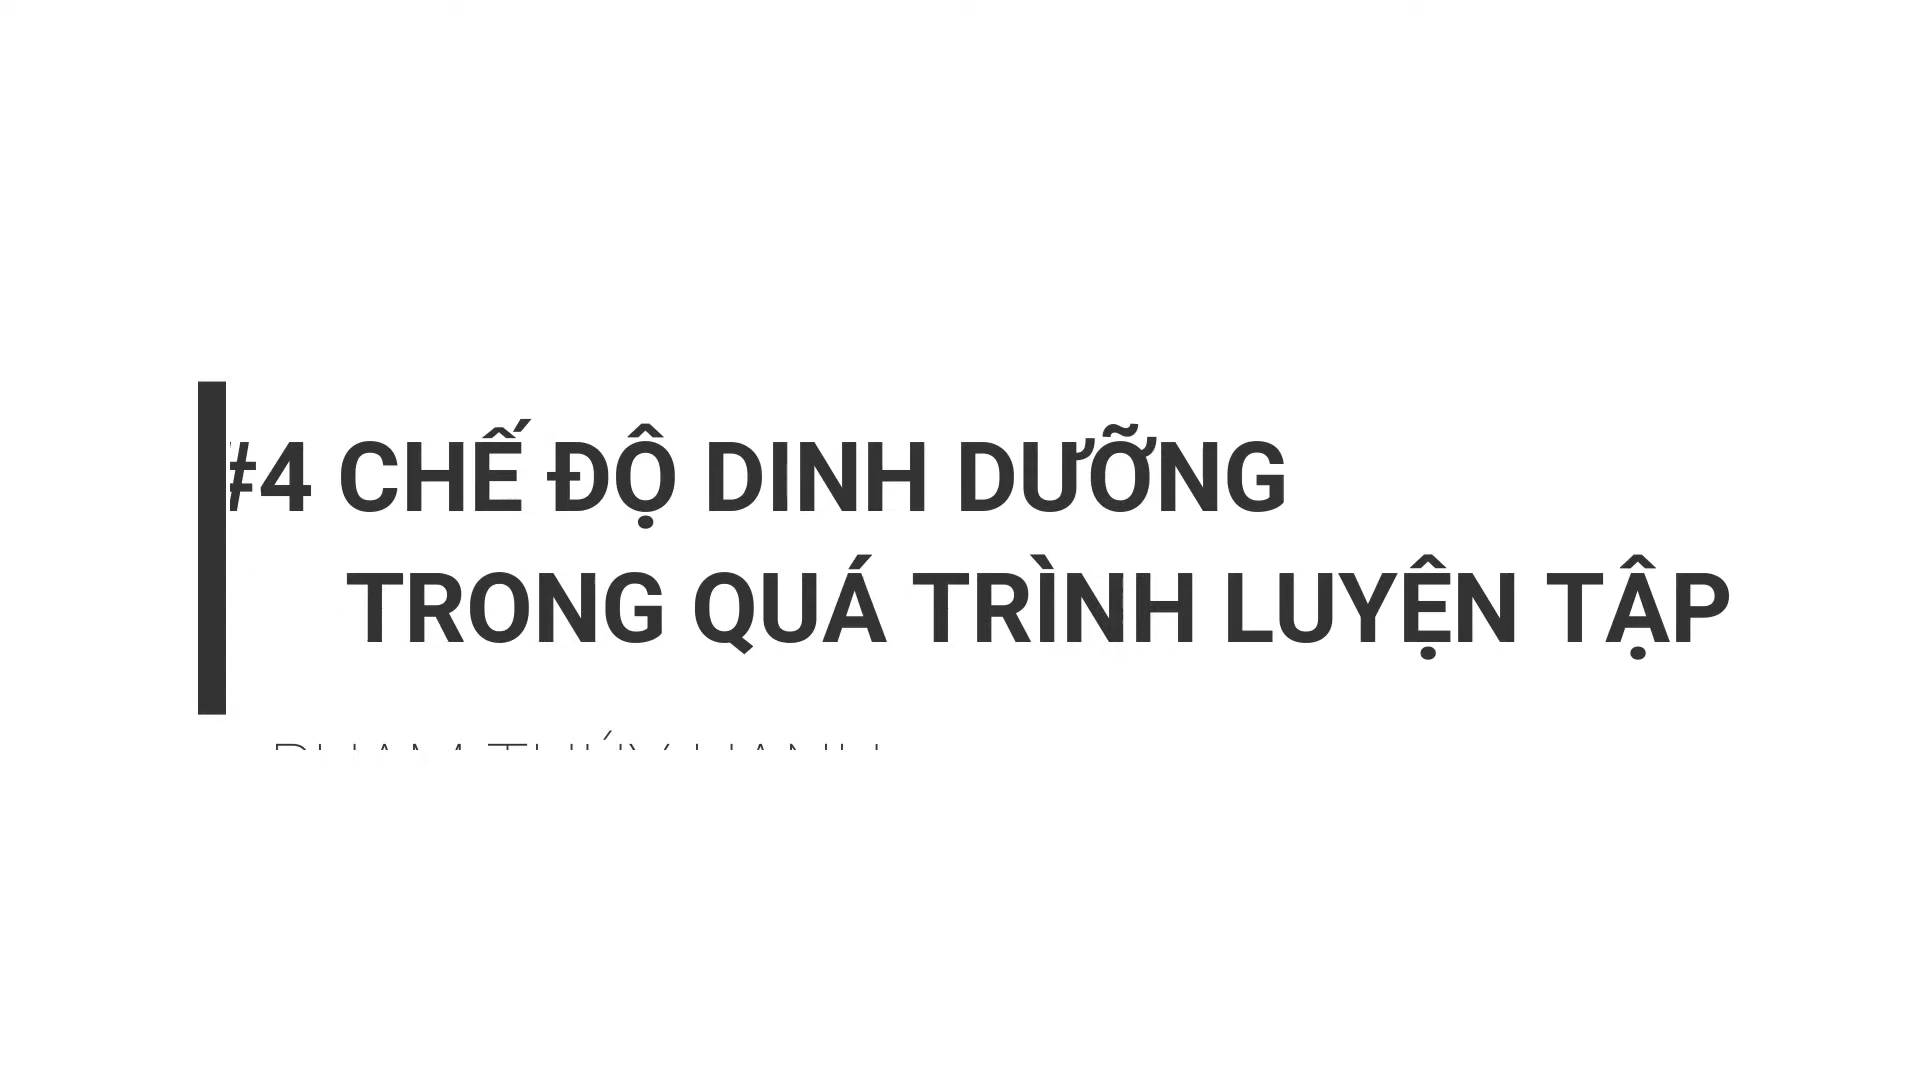 #4 CHẾ ĐỘ DINH DƯỠNG
TRONG QUÁ TRÌNH LUYỆN TẬP